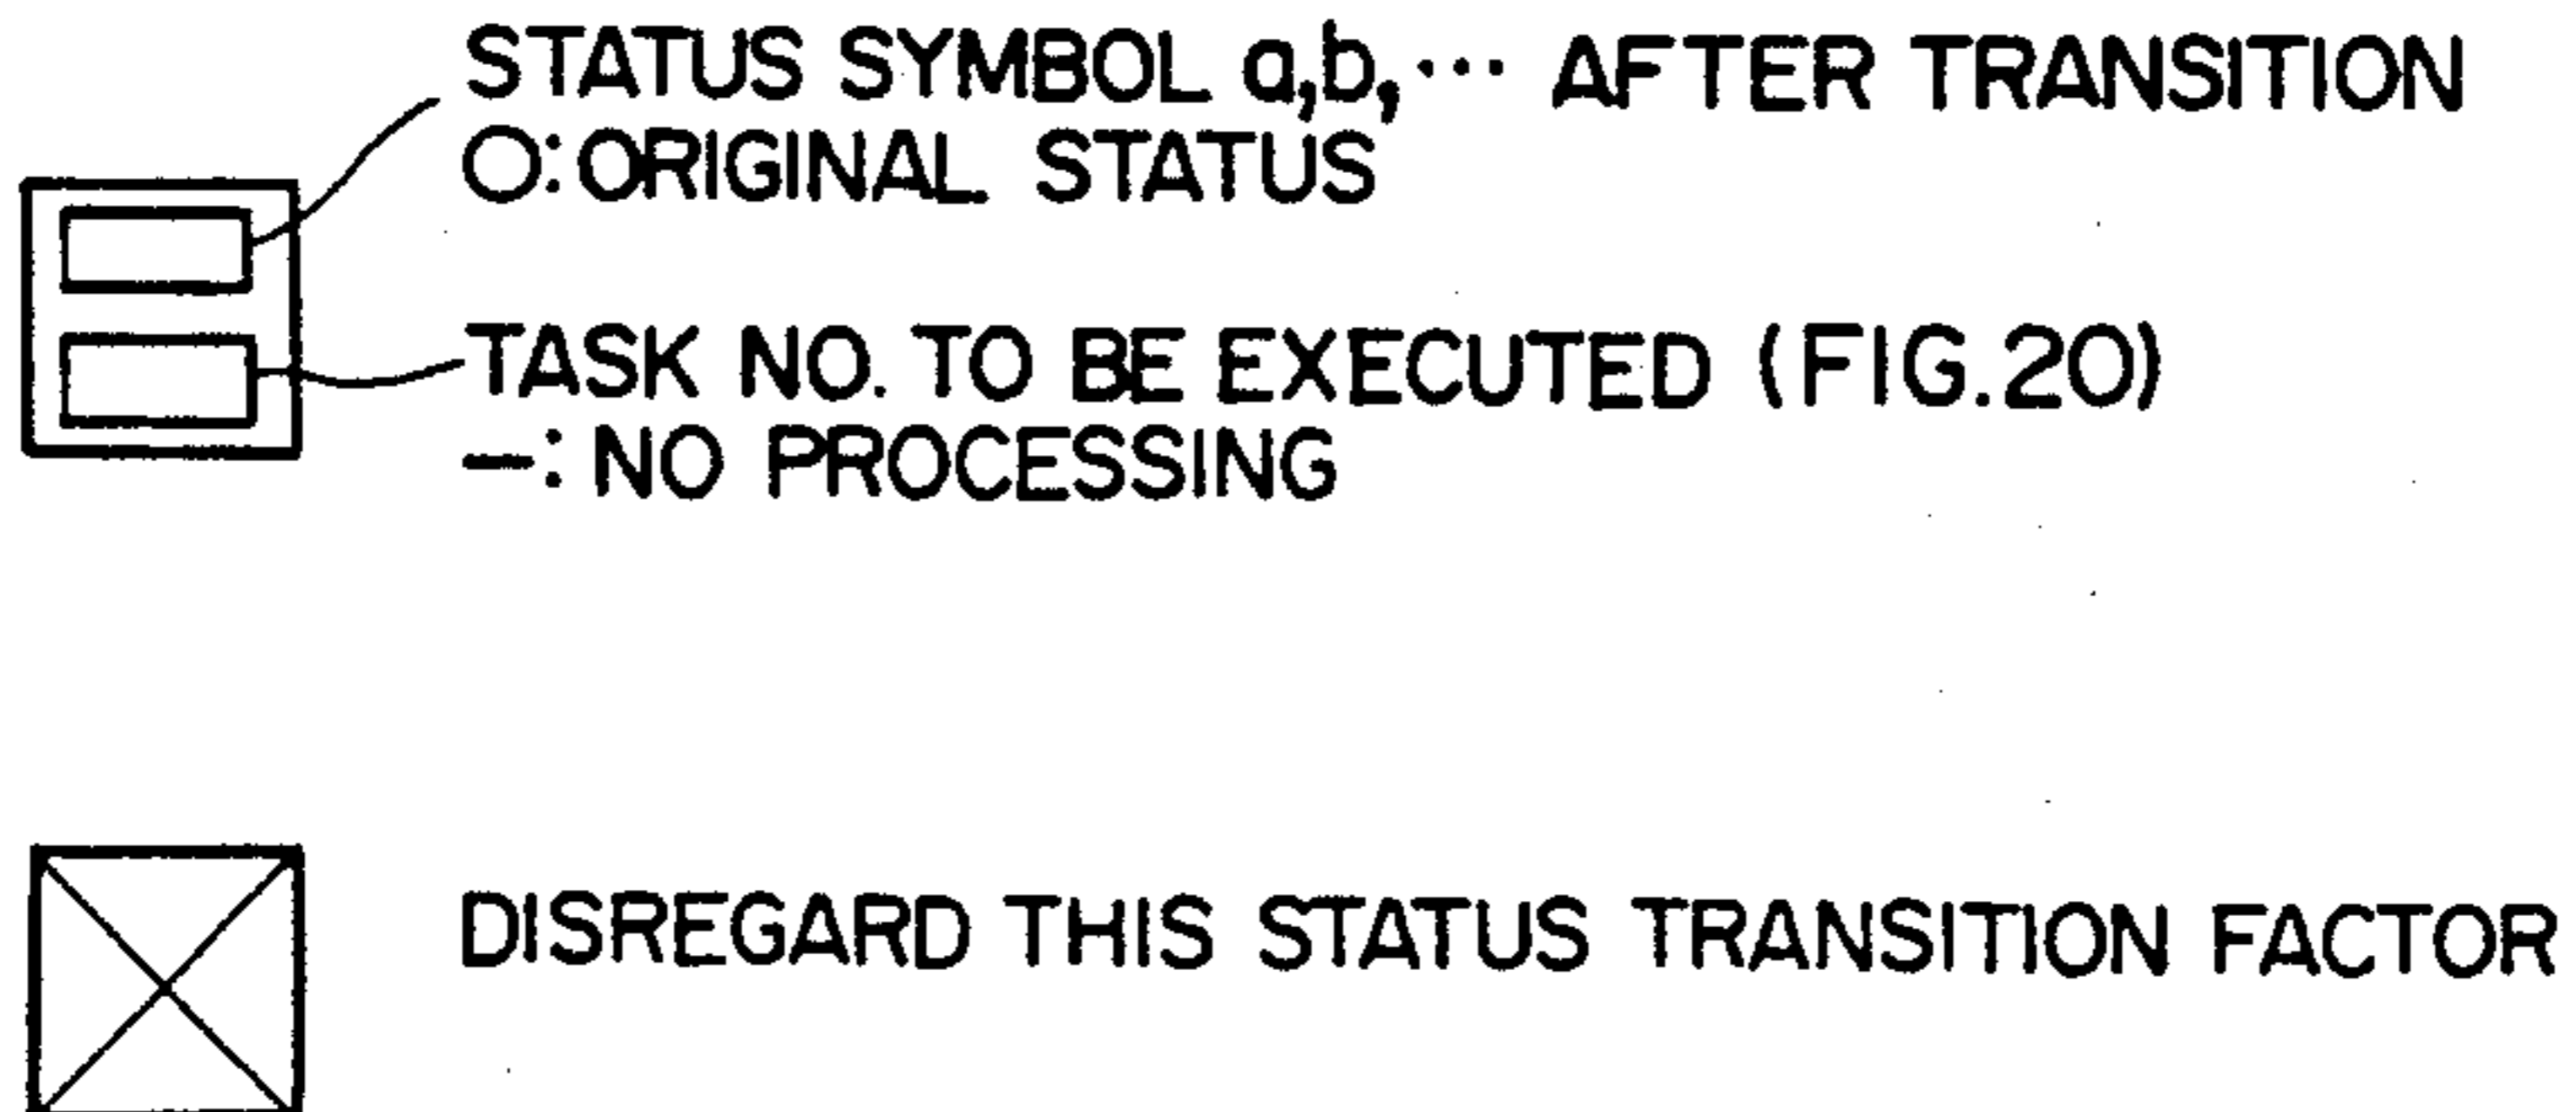 STATUS SYMBOL a,b,··· AFTER TRANSITION
○: ORIGINAL STATUS
TASK NO. TO BE EXECUTED (FIG.20)
–: NO PROCESSING
DISREGARD THIS STATUS TRANSITION FACTOR